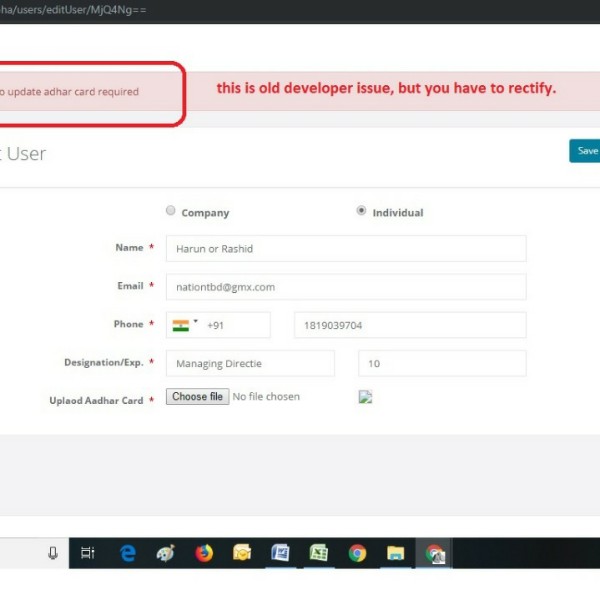 ha/users/editUser/MjQ4Ng==
o update adhar card required
this is old developer issue, but you have to rectify.
t User
Save
Company
Individual
Name *
Harun or Rashid
Email *
nationtbd@gmx.com
Phone *
+91
1819039704
Designation/Exp. *
Managing Directie
10
Uplaod Aadhar Card *
Choose file No file chosen